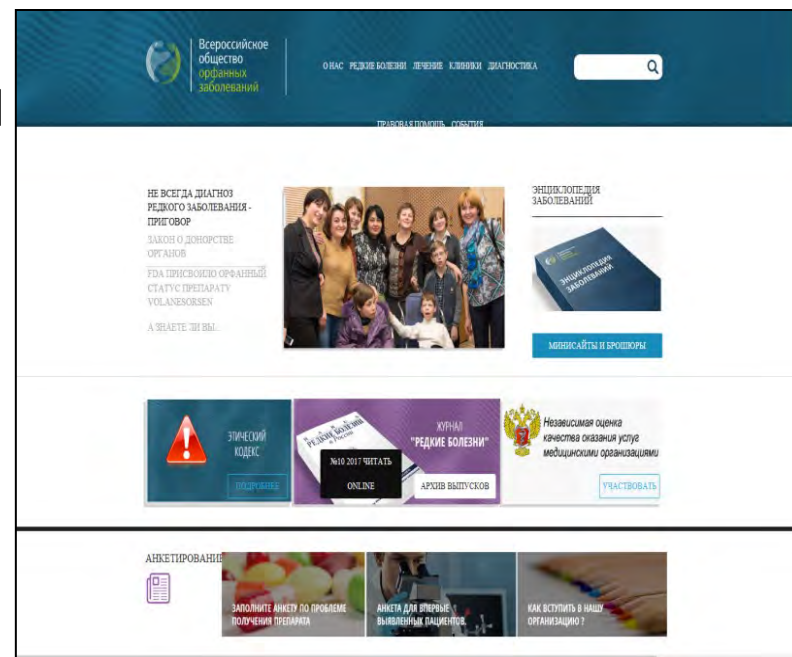 Всероссийское
общество
орфанных
заболеваний
О НАС РЕДКИЕ БОЛЕЗНИ ЛЕЧЕНИЕ КЛИНИКИ ДИАГНОСТИКА
ПРАВОВАЯ ПОМОЩЬ СОБЫТИЯ
НЕ ВСЕГДА ДИАГНОЗ
РЕДКОГО ЗАБОЛЕВАНИЯ -
ПРИГОВОР
ЗАКОН О ДОНОРСТВЕ
ОРГАНОВ
FDA ПРИСВОИЛО ОРФАННЫЙ
СТАТУС ПРЕПАРАТУ
VOLANESORSEN
А ЗНАЕТЕ ЛИ ВЫ...
ЭНЦИКЛОПЕДИЯ
ЗАБОЛЕВАНИЙ
ЭНЦИКЛОПЕДИЯ
ЗАБОЛЕВАНИЙ
МИНИСАЙТЫ И БРОШЮРЫ
ЭТИЧЕСКИЙ
КОДЕКС
ПОДРОБНЕЕ
РЕДКИЕ БОЛЕЗНИ
в России
ЖУРНАЛ
"РЕДКИЕ БОЛЕЗНИ"
№10 2017 ЧИТАТЬ
ONLINE
АРХИВ ВЫПУСКОВ
Независимая оценка
качества оказания услуг
медицинскими организациями
УЧАСТВОВАТЬ
АНКЕТИРОВАНИЕ
ЗАПОЛНИТЕ АНКЕТУ ПО ПРОБЛЕМЕ
ПОЛУЧЕНИЯ ПРЕПАРАТА
АНКЕТА ДЛЯ ВПЕРВЫЕ
ВЫЯВЛЕННЫХ ПАЦИЕНТОВ
КАК ВСТУПИТЬ В НАШУ
ОРГАНИЗАЦИЮ ?